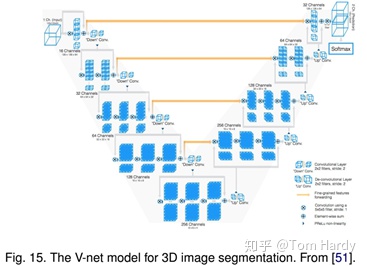 1 Ch. (Input)
32 Channels
2 Ch. (Prediction)
16 Channels
"Down" Conv.
64 Channels
Softmax
"Up" Conv.
32 Channels
"Down" Conv.
128 Channels
"Up" Conv.
64 Channels
"Down" Conv.
256 Channels
"Up" Conv.
128 Channels
"Down" Conv.
"Up" Conv.
256 Channels
Convolutional Layer
2x2 filters, stride: 2
De-convolutional Layer
2x2 filters, stride: 2
Fine-grained features
forwarding
Convolution using a
5x5x5 filter, stride: 1
Element-wise sum
PReLu non-linearity
知乎 @Tom Hardy
Fig. 15. The V-net model for 3D image segmentation. From [51].